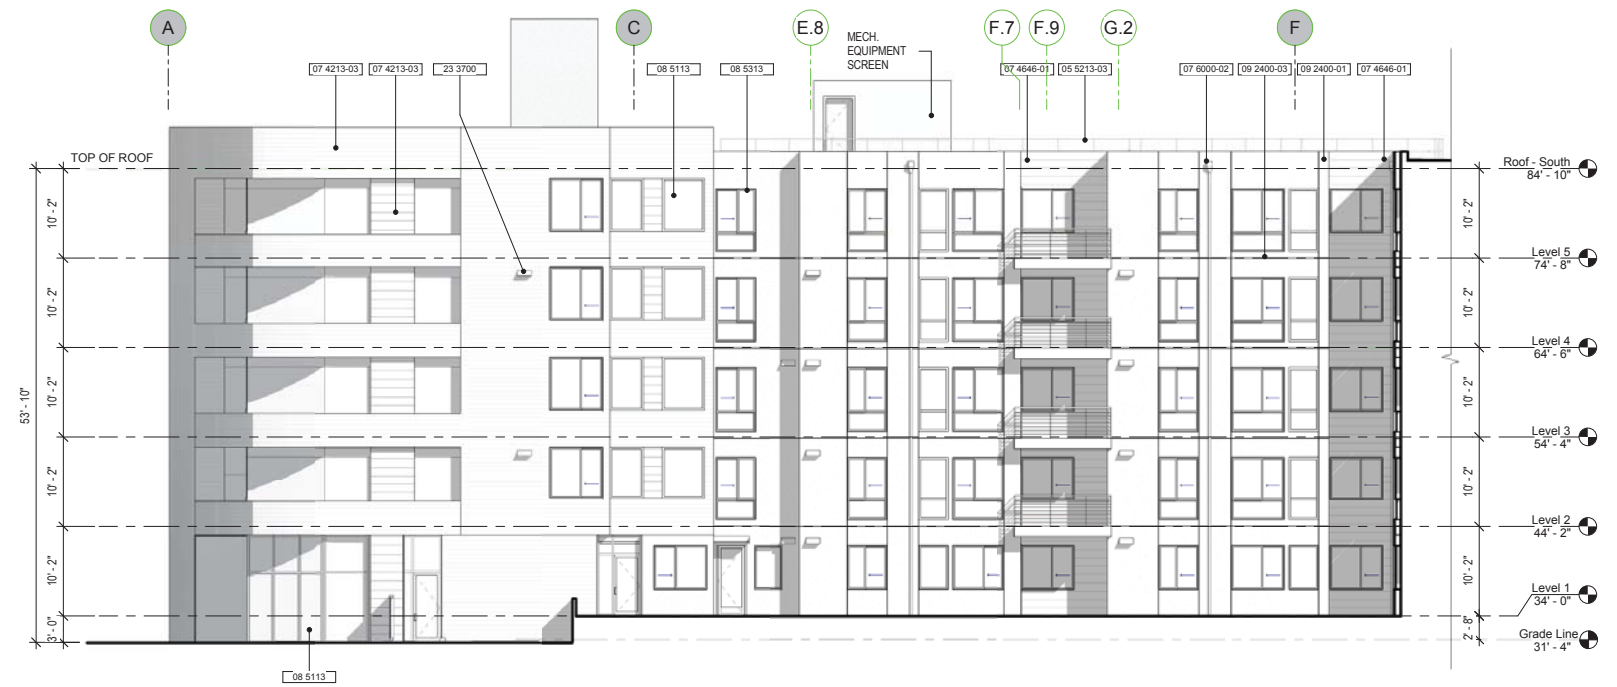 A
C
E.8
F.7
F.9
G.2
F
MECH.
EQUIPMENT
SCREEN
07 4213-03
07 4213-03
23 3700
08 5113
08 5313
07 4646-01
05 5213-03
07 6000-02
09 2400-03
09 2400-01
07 4646-01
TOP OF ROOF
Roof - South
84' - 10"
10' - 2"
10' - 2"
Level 5
74' - 8"
10' - 2"
10' - 2"
Level 4
64' - 6"
53' - 10"
10' - 2"
10' - 2"
Level 3
54' - 4"
10' - 2"
10' - 2"
Level 2
44' - 2"
10' - 2"
10' - 2"
Level 1
34' - 0"
3' - 0"
2' - 8"
Grade Line
31' - 4"
08 5113